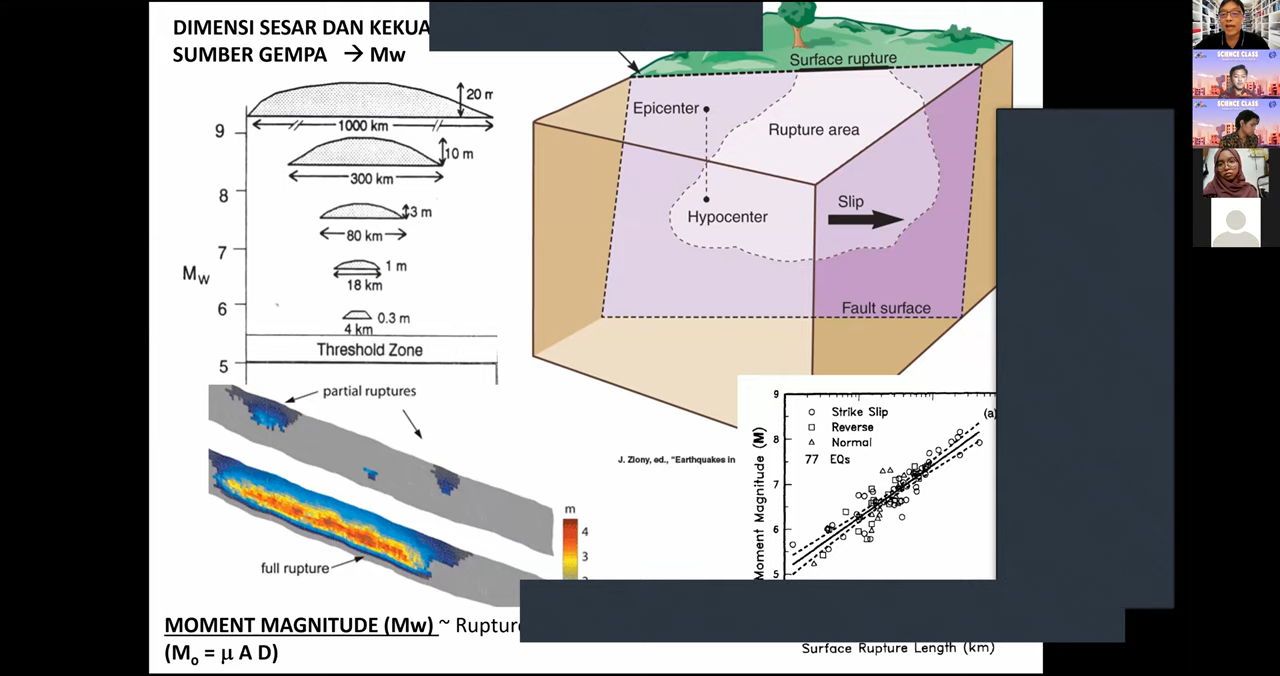 DIMENSI SESAR DAN
SUMBER GEMPA → Mw
20 m
1000 km
9
10 m
300 km
8
3 m
80 km
7
Mw
1 m
18 km
6
0.3 m
4 km
Threshold Zone
5
Surface rupture
Epicenter
Rupture area
Slip
Hypocenter
Fault surface
partial ruptures
full rupture
m
4
3
J. Ziony, ed., "Earthquakes in
9
Strike Slip
(a)
Reverse
8
Normal
77 EQs
7
6
5
Moment Magnitude (M)
Surface Rupture Length (km)
MOMENT MAGNITUDE (Mw) ~ Rupture
(Mo = μ A D)
SCIENCE CLASS
SCIENCE CLASS